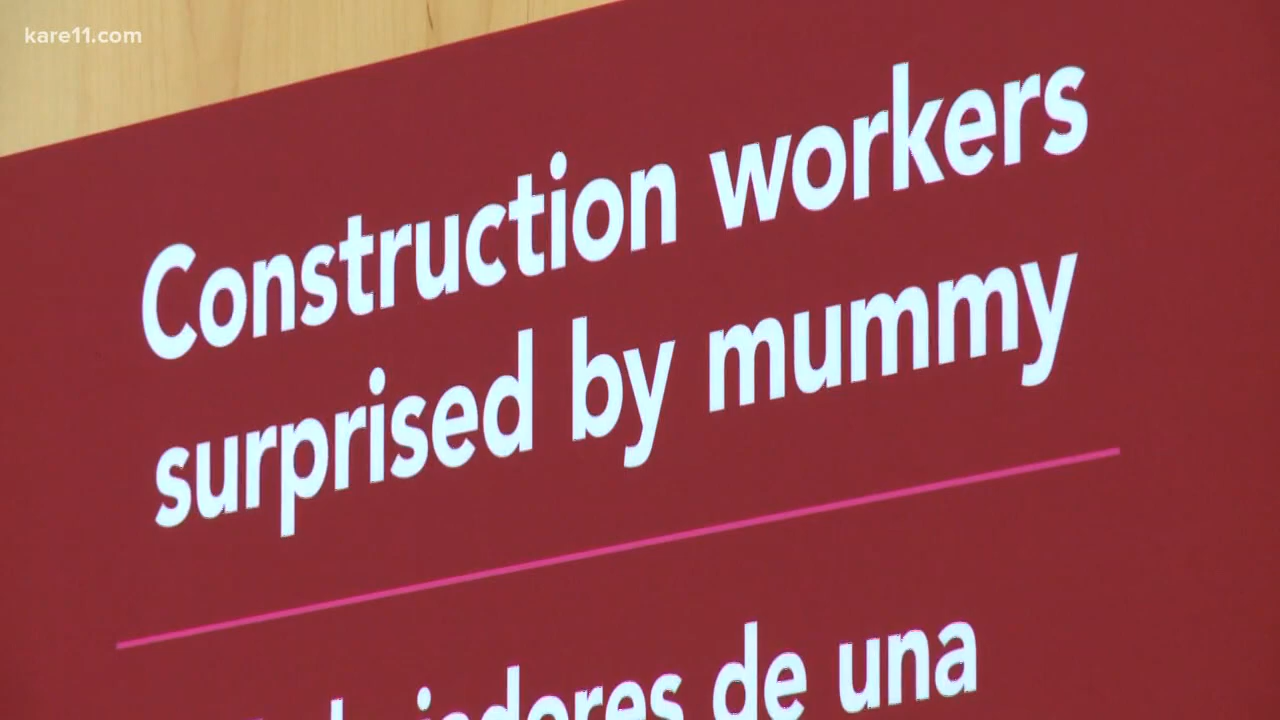 kare11.com
Construction workers
surprised by mummy
de una